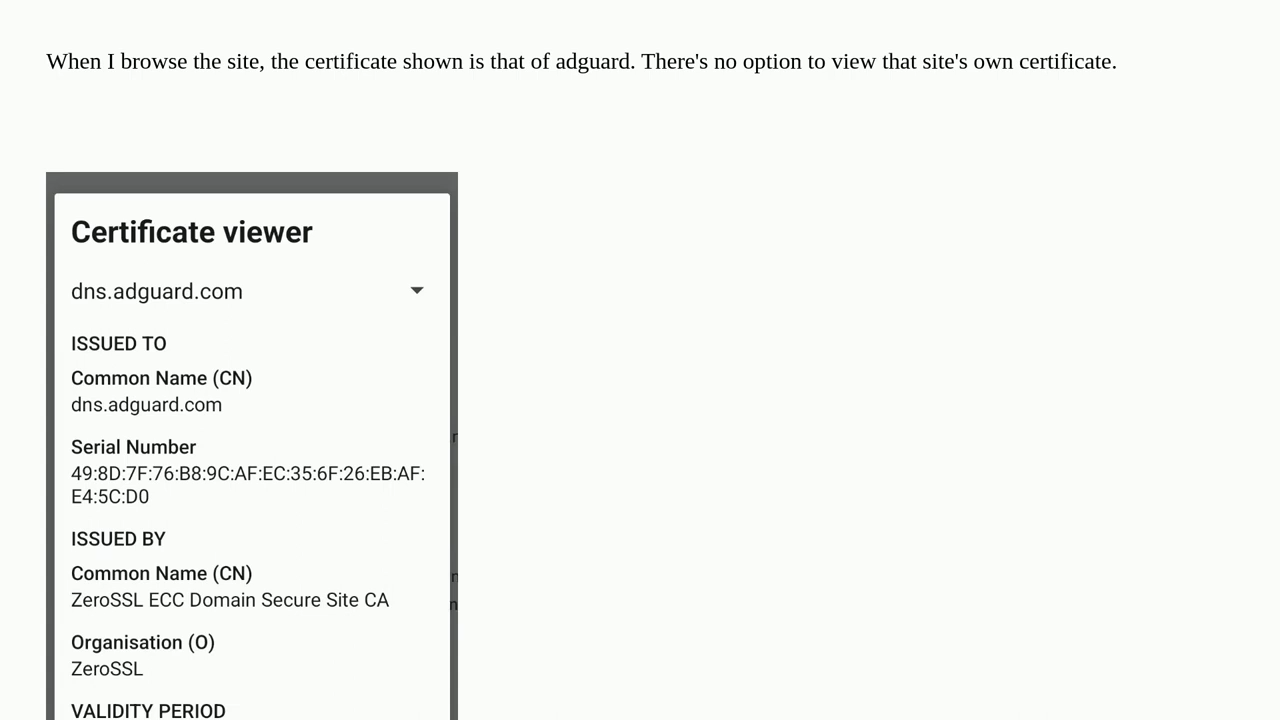 When I browse the site, the certificate shown is that of adguard. There's no option to view that site's own certificate.
Certificate viewer
dns.adguard.com
ISSUED TO
Common Name (CN)
dns.adguard.com
Serial Number
49:8D:7F:76:B8:9C:AF:EC:35:6F:26:EB:AF:
E4:5C:D0
ISSUED BY
Common Name (CN)
ZeroSSL ECC Domain Secure Site CA
Organisation (O)
ZeroSSL
VALIDITY PERIOD